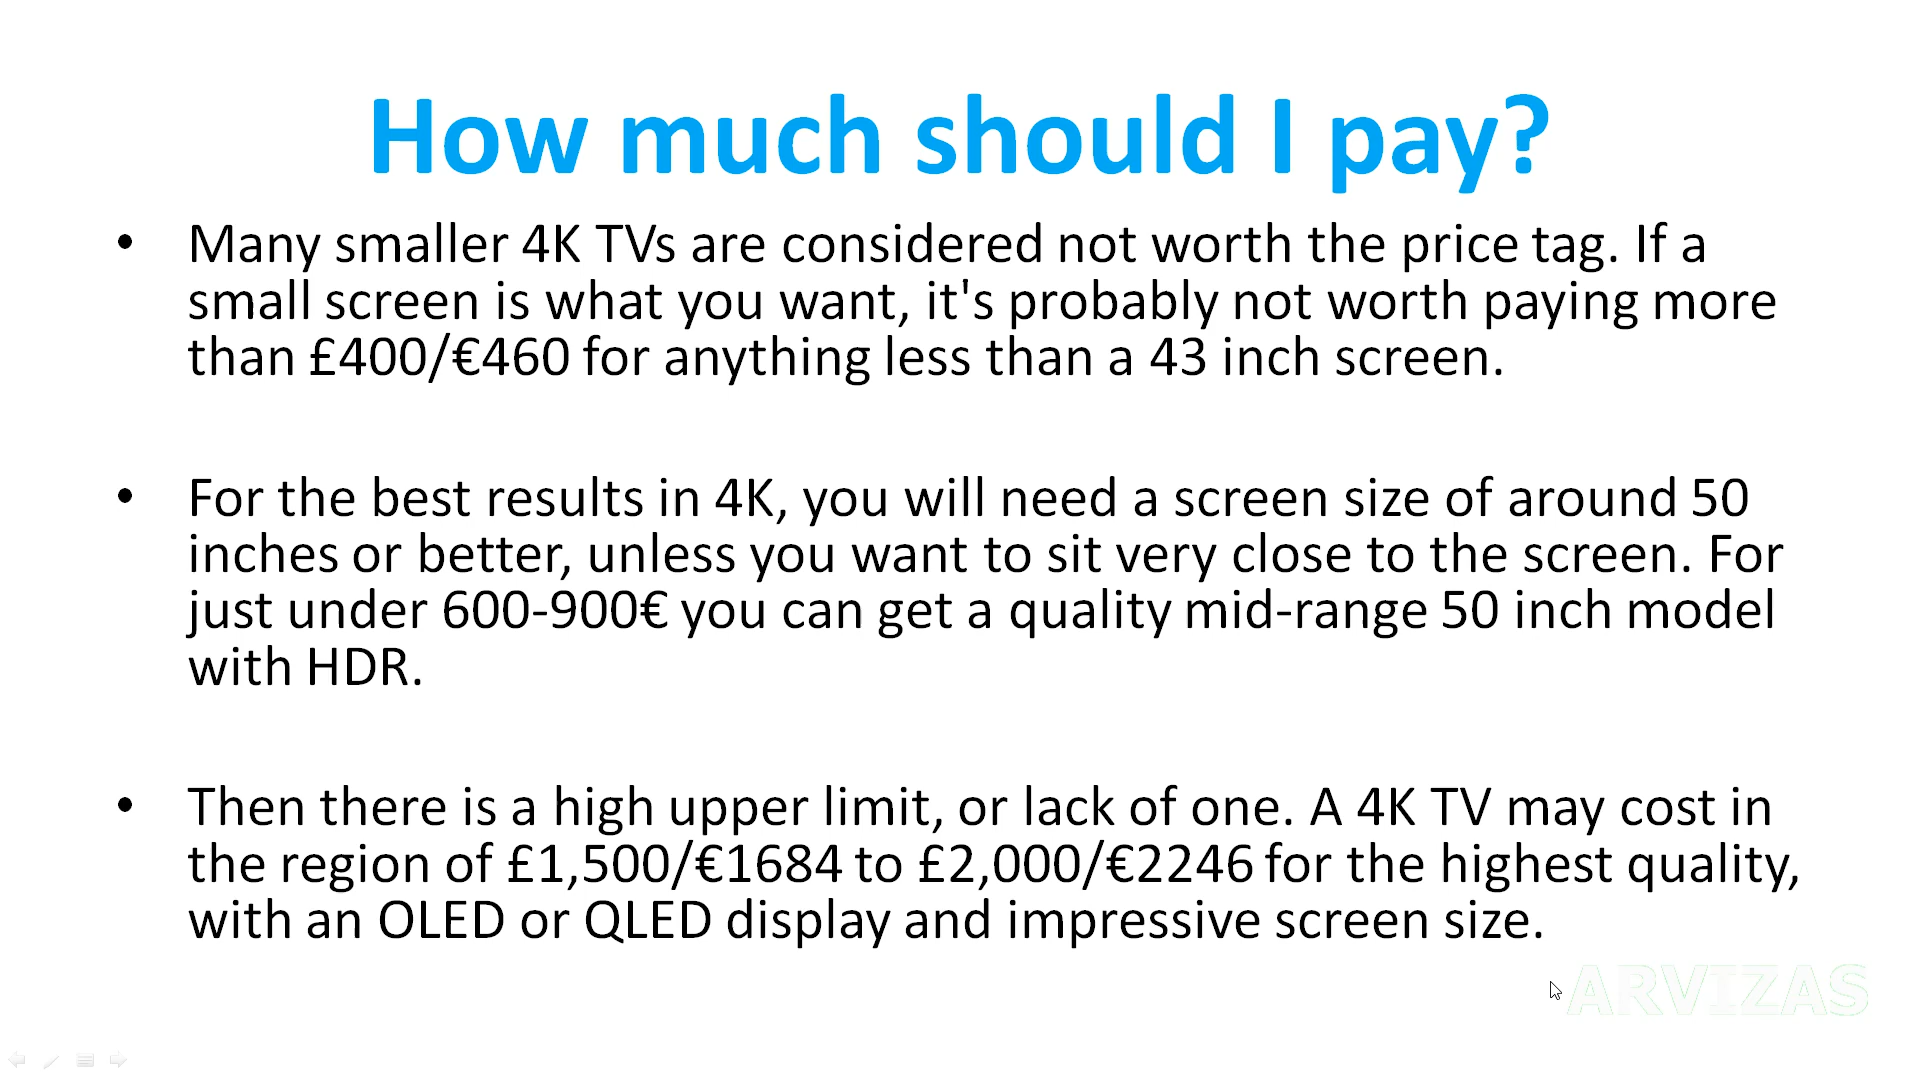 How much should I pay?
• Many smaller 4K TVs are considered not worth the price tag. If a
small screen is what you want, it's probably not worth paying more
than £400/€460 for anything less than a 43 inch screen.
• For the best results in 4K, you will need a screen size of around 50
inches or better, unless you want to sit very close to the screen. For
just under 600-900€ you can get a quality mid-range 50 inch model
with HDR.
• Then there is a high upper limit, or lack of one. A 4K TV may cost in
the region of £1,500/€1684 to £2,000/€2246 for the highest quality,
with an OLED or QLED display and impressive screen size.
ARVIZAS